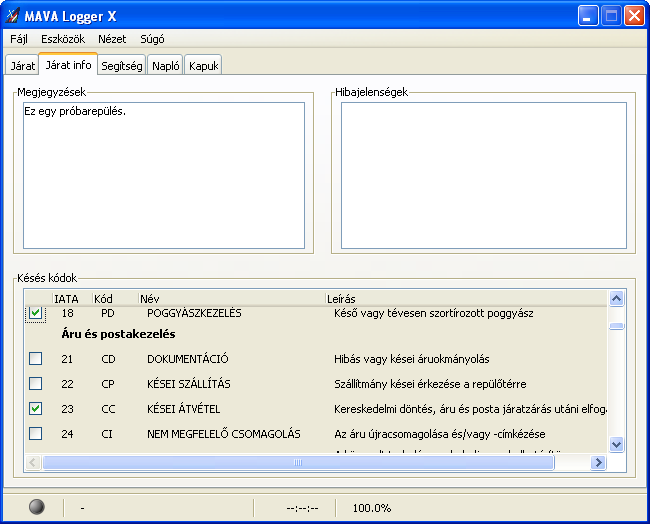 MAVA Logger X
Fájl Eszközök Nézet Súgó
Járat Járat info Segítség Napló Kapuk
Megjegyzések Hibajelenségek
Ez egy próbarepülés.
Késés kódok
IATA Kód Név Leírás
18 PD POGGYÁSZKEZELÉS Késő vagy tévesen szortírozott poggyász
Áru és postakezelés
21 CD DOKUMENTÁCIÓ Hibás vagy kései áruokmányolás
22 CP KÉSEI SZÁLLÍTÁS Szállítmány kései érkezése a repülőtérre
23 CC KÉSEI ÁTVÉTEL Kereskedelmi döntés, áru és posta járatzárás utáni elfoga
24 CI NEM MEGFELELŐ CSOMAGOLÁS Az áru újracsomagolása és/vagy -címkézése
- --:--:-- 100.0%